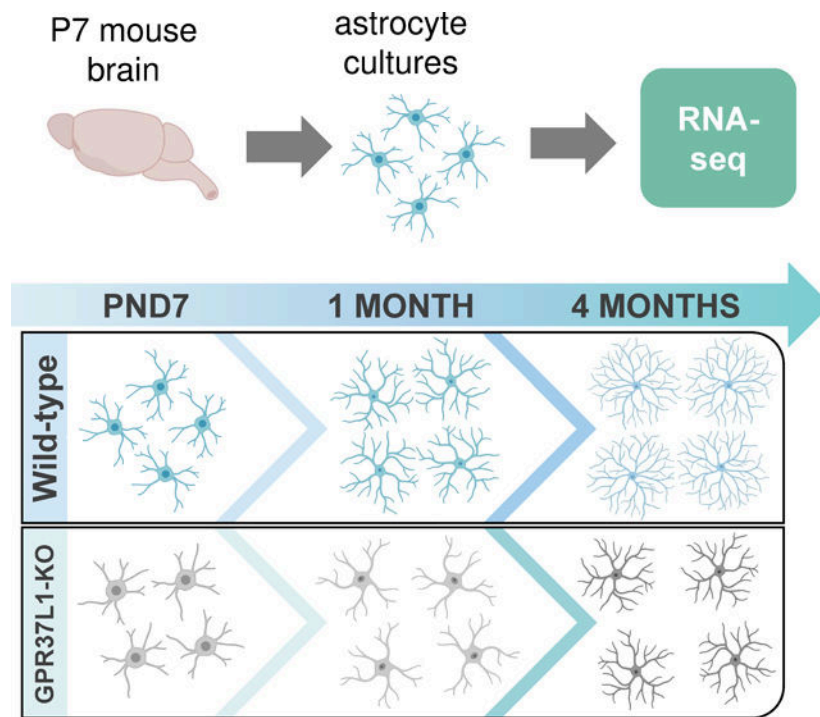 P7 mouse
brain
astrocyte
cultures
RNA-
seq
PND7
1 MONTH
4 MONTHS
Wild-type
GPR37L1-KO